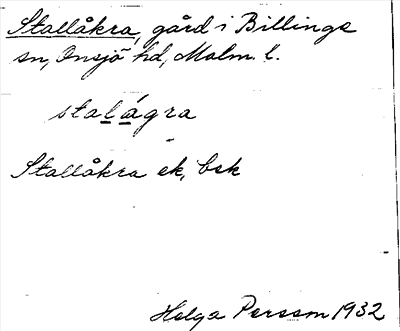 Stallåkra, gård i Billinge
sn, Onsjö hd, Malm. l.
stalágra
Stallåkra ek, bsk
Helga Persson 1932